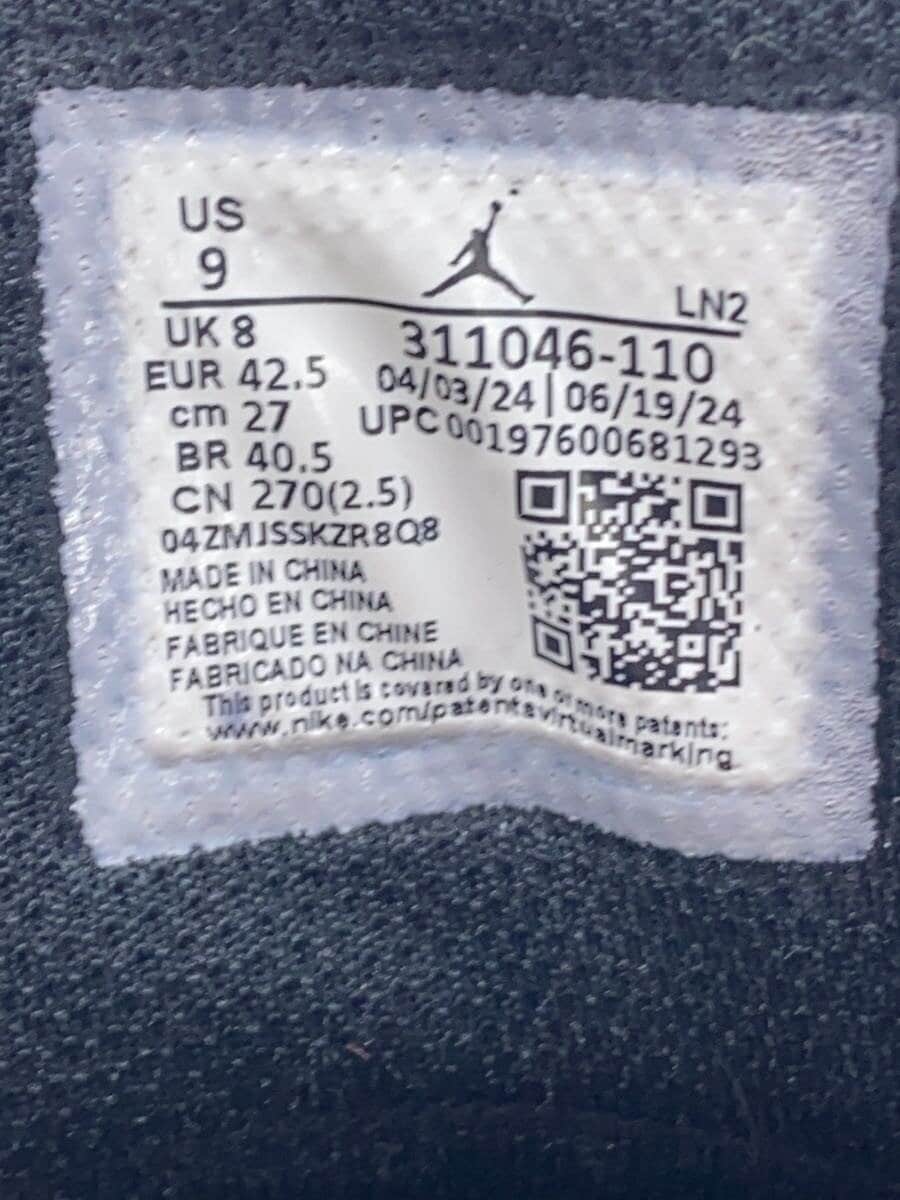 US
9
LN2
UK 8
EUR 42.5
cm 27
BR 40.5
CN 270(2.5)
04ZMJSSKZR8Q8
311046-110
04/03/24 | 06/19/24
UPC 00197600681293
MADE IN CHINA
HECHO EN CHINA
FABRIQUE EN CHINE
FABRICADO NA CHINA
This product is covered by one or more patents:
www.nike.com/patentsvirtualmarking